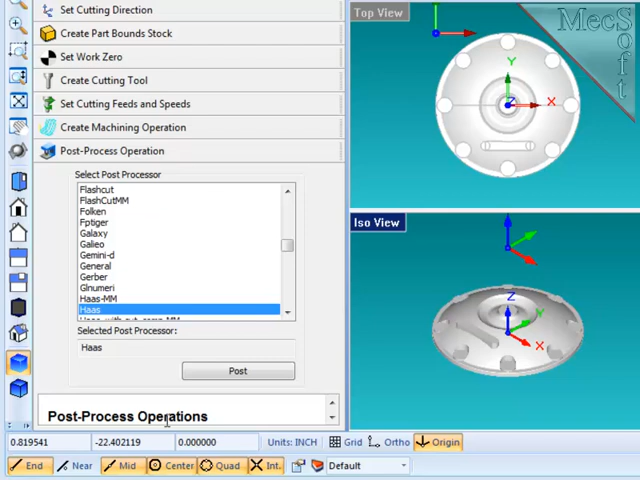 Set Cutting Direction
Create Part Bounds Stock
Set Work Zero
Create Cutting Tool
Set Cutting Feeds and Speeds
Create Machining Operation
Post-Process Operation
Select Post Processor
Flashcut
FlashCutMM
Folken
Fptiger
Galaxy
Galieo
Gemini-d
General
Gerber
Glnumeri
Haas-MM
Haas
Selected Post Processor:
Haas
Post
Post-Process Operations
Top View
MecSoft
Y
Z
X
Iso View
Z
Y
X
0.819541
-22.402119
0.000000
Units: INCH
Grid
Ortho
Origin
End
Near
Mid
Center
Quad
Int.
Default